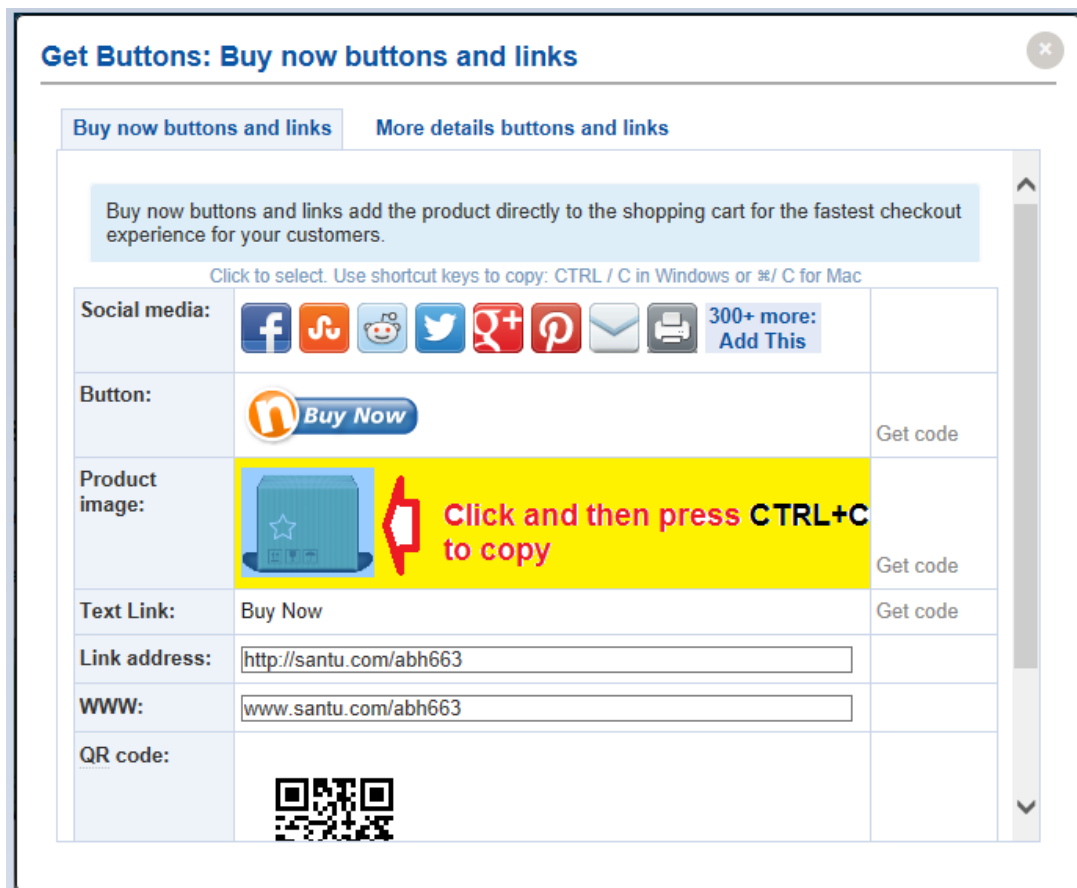 Get Buttons: Buy now buttons and links
Buy now buttons and links
More details buttons and links
Buy now buttons and links add the product directly to the shopping cart for the fastest checkout
experience for your customers.
Click to select. Use shortcut keys to copy: CTRL / C in Windows or ⌘/ C for Mac
Social media:
300+ more:
Add This
Button:
Buy Now
Get code
Product
image:
Click and then press CTRL+C
to copy
Get code
Text Link:
Buy Now
Get code
Link address:
http://santu.com/abh663
WWW:
www.santu.com/abh663
QR code: